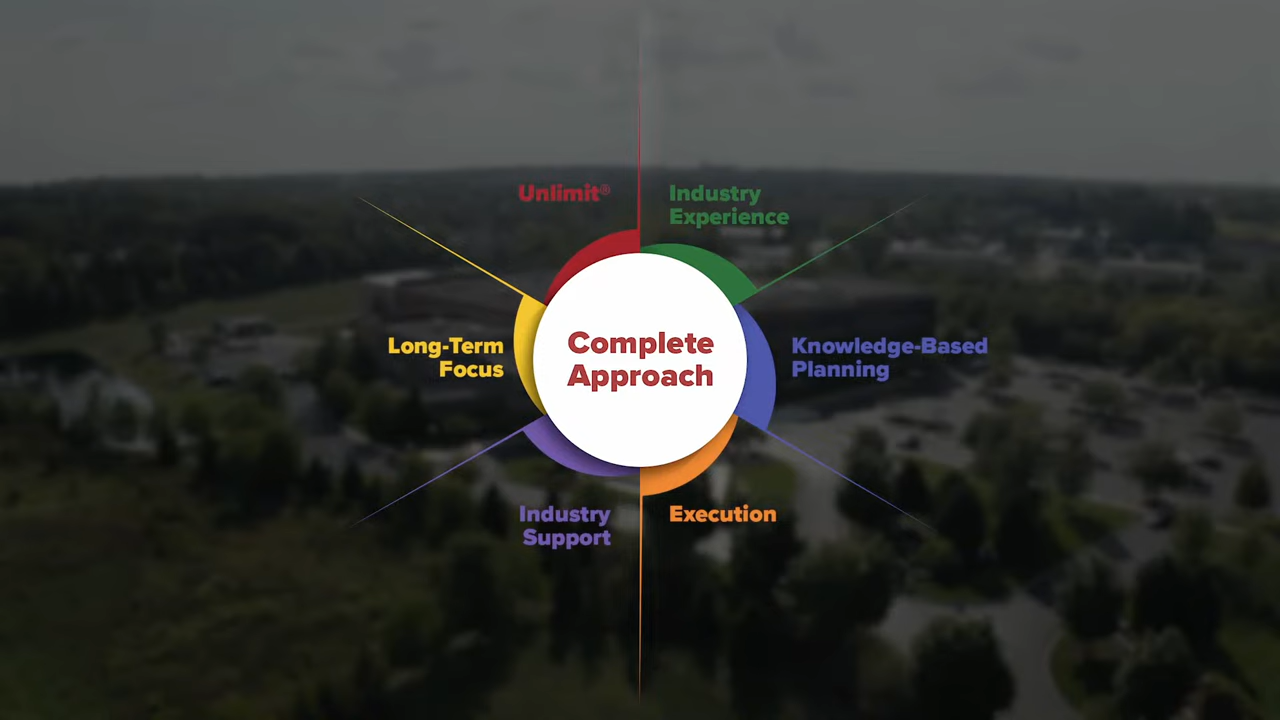 Unlimit®
Industry
Experience
Long-Term
Focus
Complete
Approach
Knowledge-Based
Planning
Industry
Support
Execution